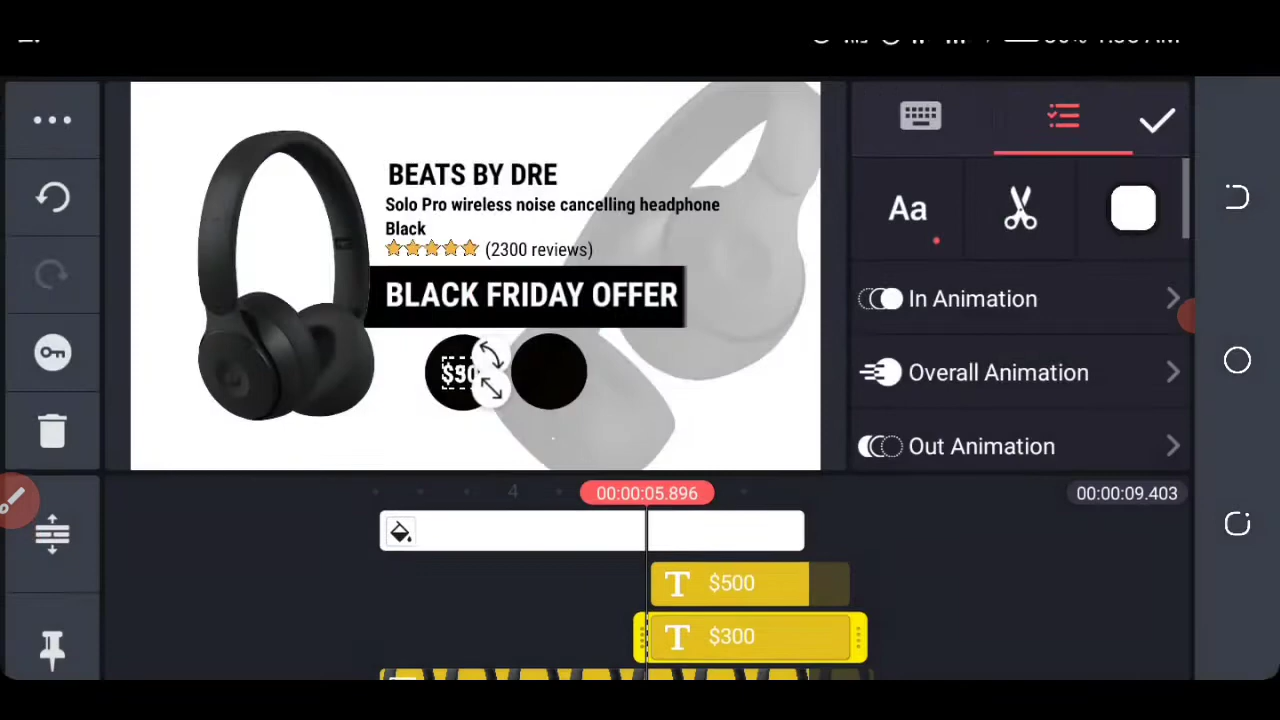 BEATS BY DRE
Solo Pro wireless noise cancelling headphone
Black
(2300 reviews)
BLACK FRIDAY OFFER
Aa
In Animation
Overall Animation
Out Animation
4
00:00:05.896
00:00:09.403
T $500
T $300